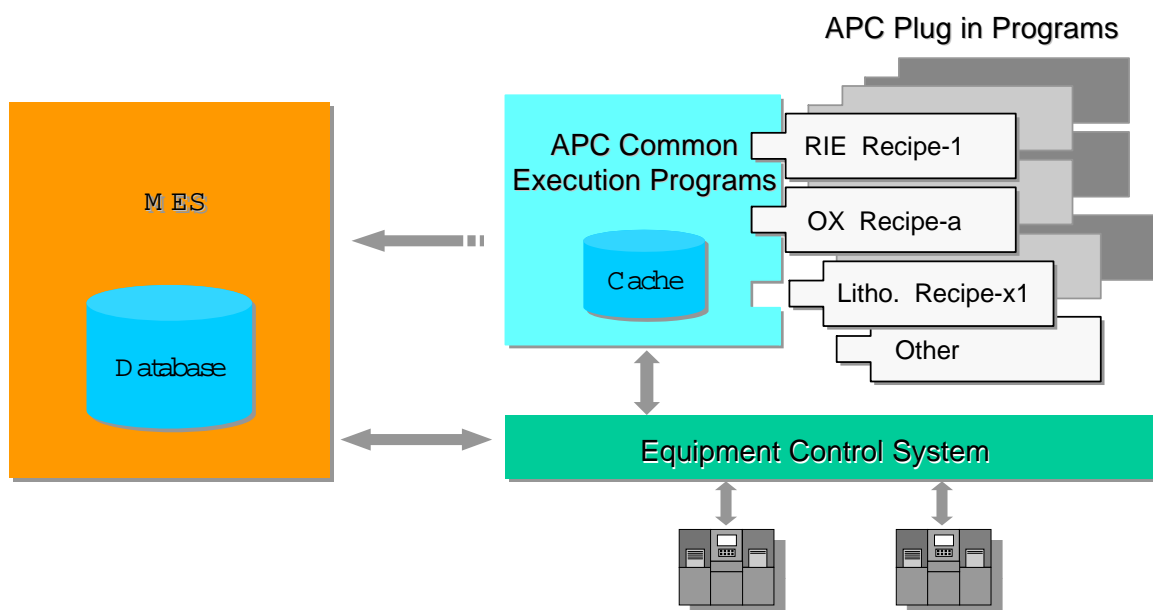 APC Plug in Programs
APC Common
Execution Programs
RIE Recipe-1
MES
OX Recipe-a
Cache
Litho. Recipe-x1
Other
Database
Equipment Control System